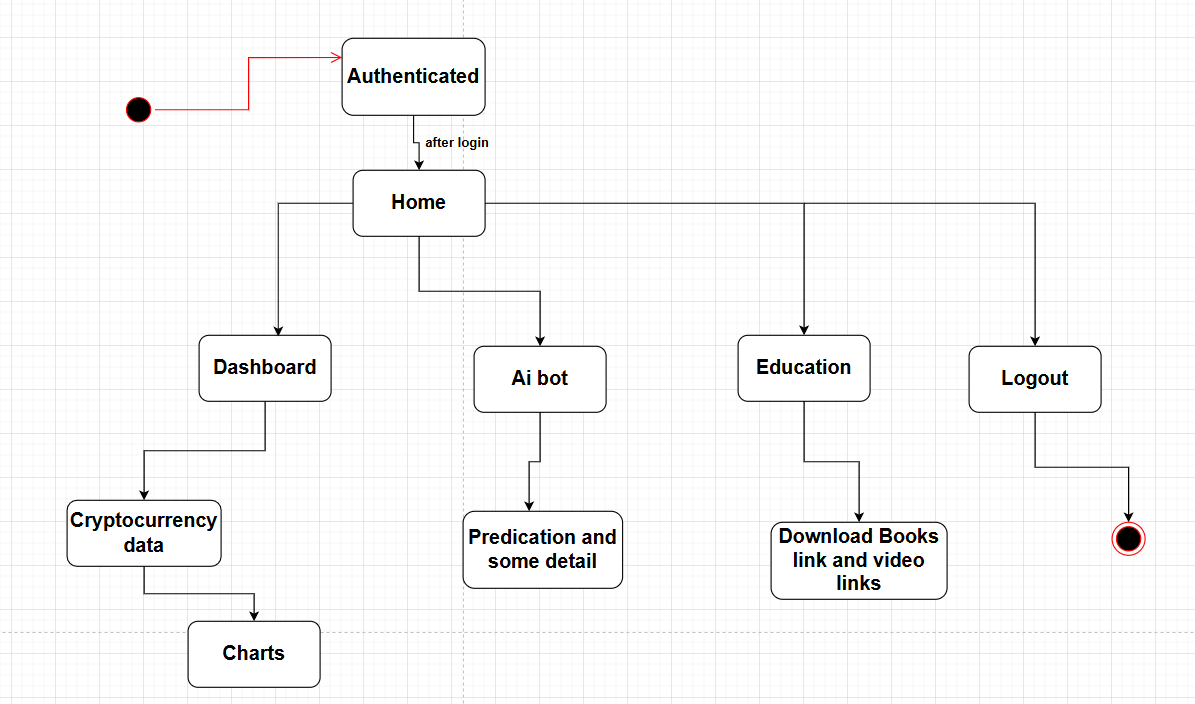 Authenticated
after login
Home
Dashboard
Ai bot
Education
Logout
Cryptocurrency
data
Predication and
some detail
Download Books
link and video
links
Charts